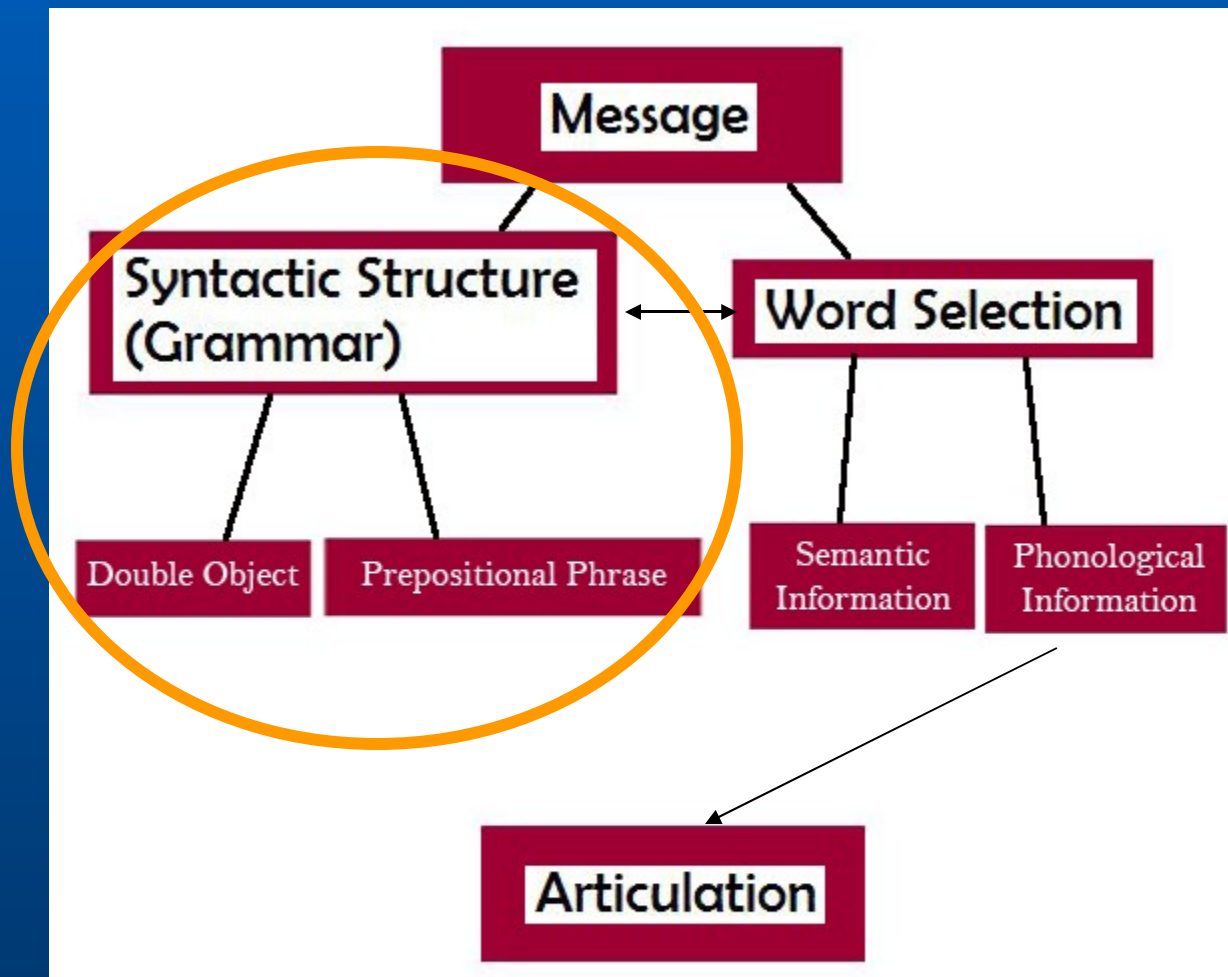 Message
Syntactic Structure
(Grammar)
Word Selection
Double Object
Prepositional Phrase
Semantic
Information
Phonological
Information
Articulation